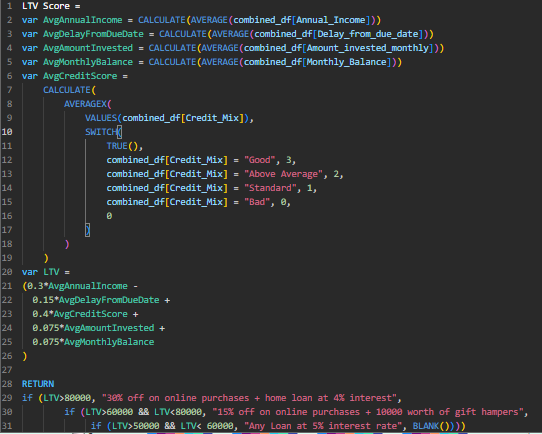 1 LTV Score =
2 var AvgAnnualIncome = CALCULATE(AVERAGE(combined_df[Annual_Income]))
3 var AvgDelayFromDueDate = CALCULATE(AVERAGE(combined_df[Delay_from_due_date]))
4 var AvgAmountInvested = CALCULATE(AVERAGE(combined_df[Amount_invested_monthly]))
5 var AvgMonthlyBalance = CALCULATE(AVERAGE(combined_df[Monthly_Balance]))
6 var AvgCreditScore =
7 CALCULATE(
8 AVERAGEX(
9 VALUES(combined_df[Credit_Mix]),
10 SWITCH(
11 TRUE(),
12 combined_df[Credit_Mix] = "Good", 3,
13 combined_df[Credit_Mix] = "Above Average", 2,
14 combined_df[Credit_Mix] = "Standard", 1,
15 combined_df[Credit_Mix] = "Bad", 0,
16 0
17 )
18 )
19 )
20 var LTV =
21 (0.3*AvgAnnualIncome -
22 0.15*AvgDelayFromDueDate +
23 0.4*AvgCreditScore +
24 0.075*AvgAmountInvested +
25 0.075*AvgMonthlyBalance
26 )
27
28 RETURN
29 if (LTV>80000, "30% off on online purchases + home loan at 4% interest",
30 if (LTV>60000 && LTV<80000, "15% off on online purchases + 10000 worth of gift hampers",
31 if (LTV>50000 && LTV< 60000, "Any Loan at 5% interest rate", BLANK())))